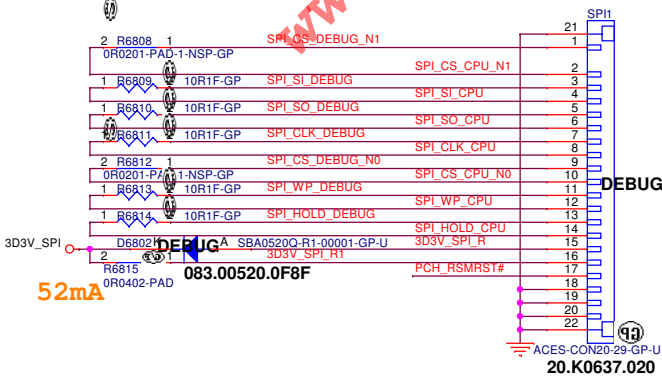 SPI1
21
2 R6808 1 SPI_CS_DEBUG_N1 1
0R0201-PAD-1-NSP-GP
SPI_CS_CPU_N1 2
1 R6809 10R1F-GP SPI_SI_DEBUG 3
SPI_SI_CPU 4
1 R6810 10R1F-GP SPI_SO_DEBUG 5
SPI_SO_CPU 6
1 R6811 10R1F-GP SPI_CLK_DEBUG 7
SPI_CLK_CPU 8
2 R6812 1 SPI_CS_DEBUG_N0 9
SPI_CS_CPU_N0 10
1 R6813 10R1F-GP SPI_WP_DEBUG 11
DEBUG
SPI_WP_CPU 12
1 R6814 10R1F-GP SPI_HOLD_DEBUG 13
SPI_HOLD_CPU 14
3D3V_SPI D6802 K DEBUG A SBA0520Q-R1-00001-GP-U 3D3V_SPI_R 15
2 1 3D3V_SPI_R1 16
R6815 083.00520.0F8F PCH_RSMRST# 17
0R0402-PAD
18
52mA
19
20
22
ACES-CON20-29-GP-U
20.K0637.020